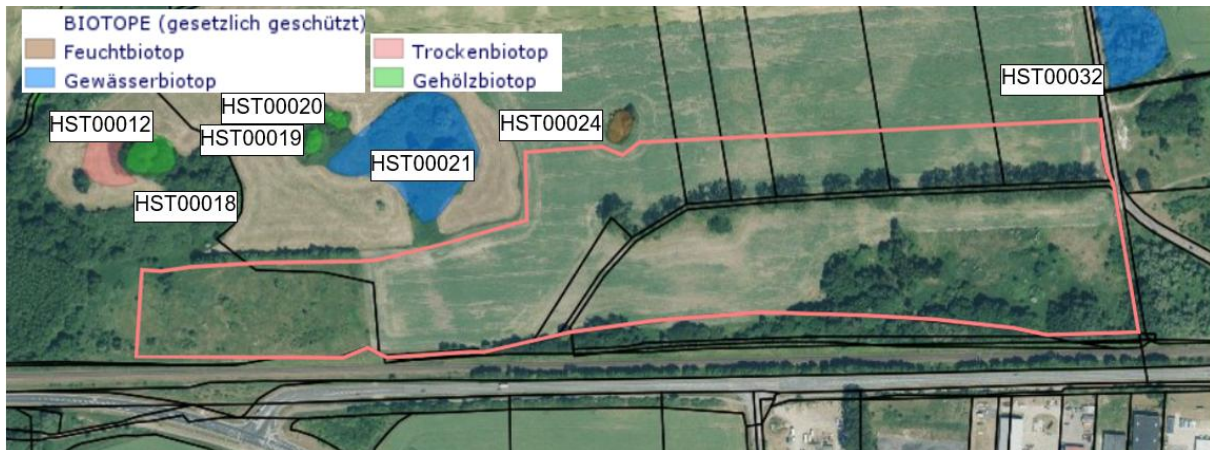 BIOTOPE (gesetzlich geschützt)
Feuchtbiotop
Trockenbiotop
Gewässerbiotop
Gehölzbiotop
HST00032
HST00020
HST00012
HST00024
HST00019
HST00021
HST00018